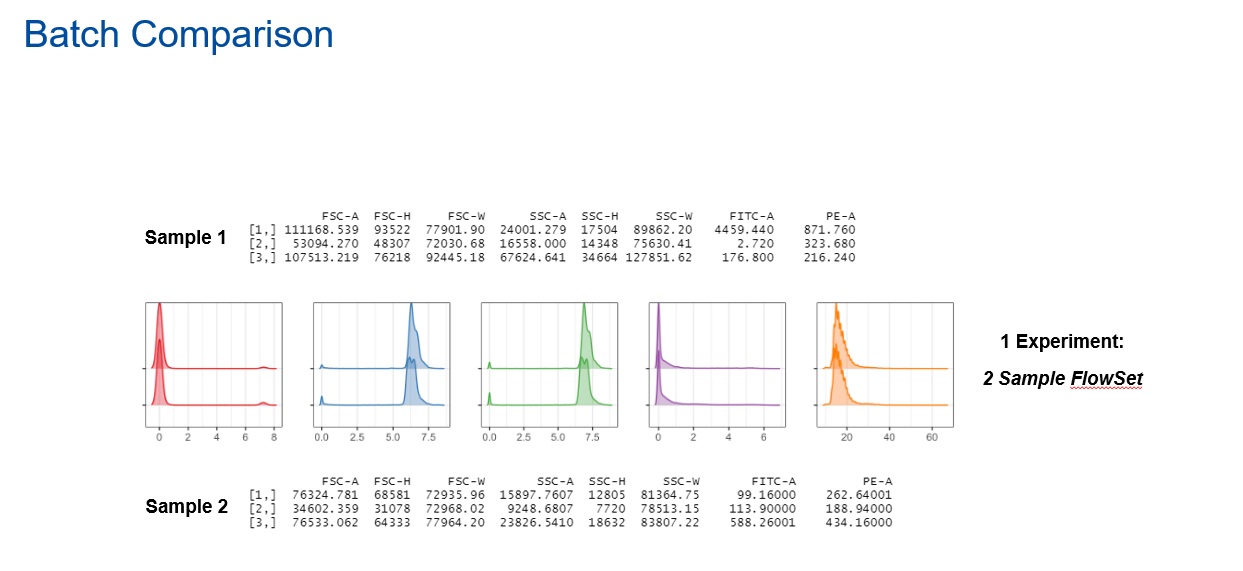 Batch Comparison
FSC-A FSC-H FSC-W SSC-A SSC-H SSC-W FITC-A PE-A
Sample 1
[1,] 111168.539 93522 77901.90 24001.279 17504 89862.20 4459.440 871.760
[2,] 53094.270 48307 72030.68 16558.000 14348 75630.41 2.720 323.680
[3,] 107513.219 76218 92445.18 67624.641 34664 127851.62 176.800 216.240
1 Experiment:
2 Sample FlowSet
0 2 4 6 8 0.0 2.5 5.0 7.5 0.0 2.5 5.0 7.5 0 2 4 6 20 40 60
FSC-A FSC-H FSC-W SSC-A SSC-H SSC-W FITC-A PE-A
Sample 2
[1,] 76324.781 68581 72935.96 15897.7607 12805 81364.75 99.16000 262.64001
[2,] 34602.359 31078 72968.02 9248.6807 7720 78513.15 113.90000 188.94000
[3,] 76533.062 64333 77964.20 23826.5410 18632 83807.22 588.26001 434.16000